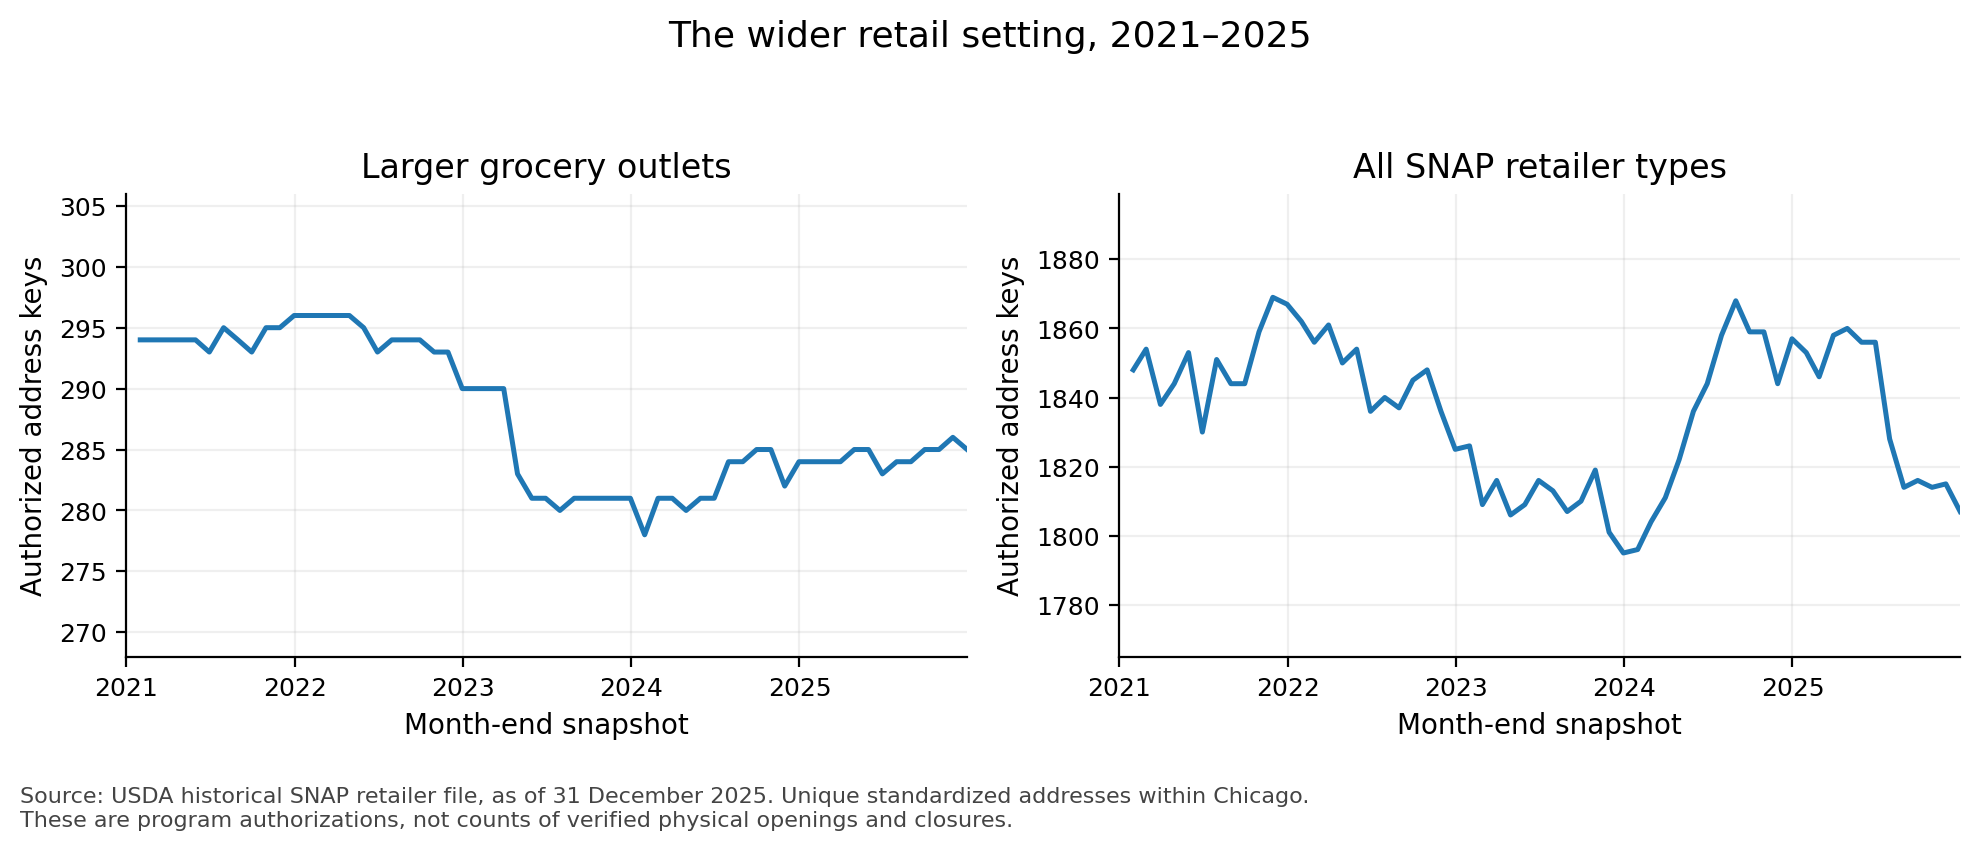 The wider retail setting, 2021–2025
Larger grocery outlets
Authorized address keys
305
300
295
290
285
280
275
270
2021
2022
2023
2024
2025
Month-end snapshot
All SNAP retailer types
Authorized address keys
1880
1860
1840
1820
1800
1780
2021
2022
2023
2024
2025
Month-end snapshot
Source: USDA historical SNAP retailer file, as of 31 December 2025. Unique standardized addresses within Chicago.
These are program authorizations, not counts of verified physical openings and closures.